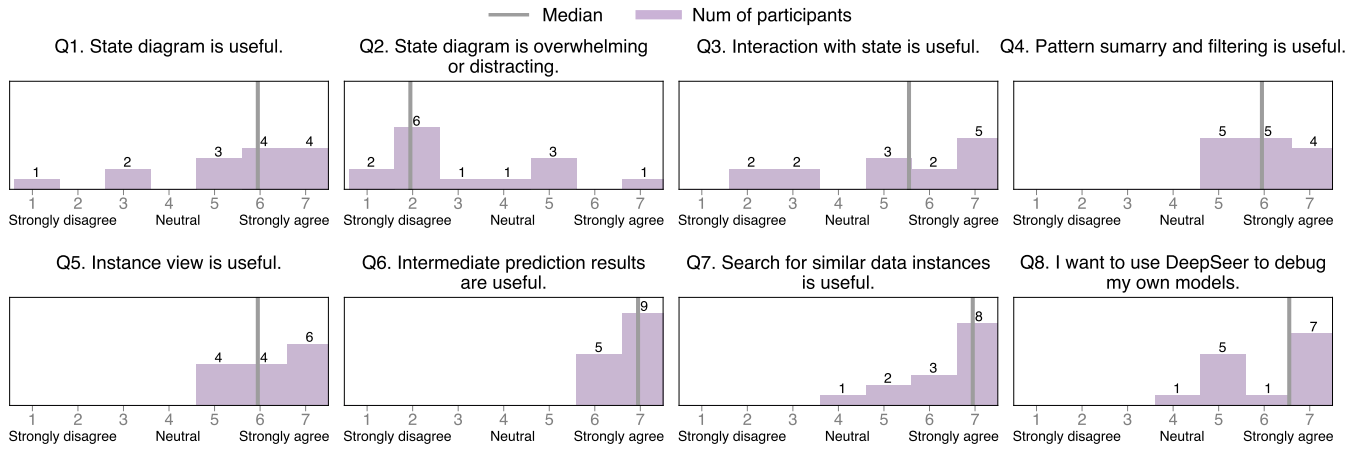 Median Num of participants
Q1. State diagram is useful.
1 2 3 4 4
1 2 3 4 5 6 7
Strongly disagree Neutral Strongly agree
Q2. State diagram is overwhelming
or distracting.
2 6 1 1 3 1
1 2 3 4 5 6 7
Strongly disagree Neutral Strongly agree
Q3. Interaction with state is useful.
2 2 3 2 5
1 2 3 4 5 6 7
Strongly disagree Neutral Strongly agree
Q4. Pattern sumarry and filtering is useful.
5 5 4
1 2 3 4 5 6 7
Strongly disagree Neutral Strongly agree
Q5. Instance view is useful.
4 4 6
1 2 3 4 5 6 7
Strongly disagree Neutral Strongly agree
Q6. Intermediate prediction results
are useful.
5 9
1 2 3 4 5 6 7
Strongly disagree Neutral Strongly agree
Q7. Search for similar data instances
is useful.
1 2 3 8
1 2 3 4 5 6 7
Strongly disagree Neutral Strongly agree
Q8. I want to use DeepSeer to debug
my own models.
1 5 1 7
1 2 3 4 5 6 7
Strongly disagree Neutral Strongly agree